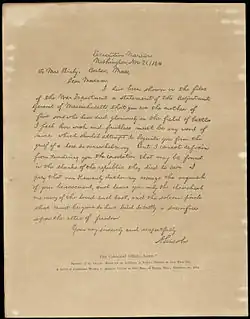 Executive Mansion
Washington, Nov 21, 1864
To Mrs Bixby, Boston, Mass,
Dear Madam,
I have been shown in the files
of the War Department a statement of the Adjutant
General of Massachusetts that you are the mother of
five sons who have died gloriously on the field of battle
I feel how weak and fruitless must be any word of
mine which should attempt to beguile you from the
grief of a loss so overwhelming. But I cannot refrain
from tendering you the consolation that may be found
in the thanks of the republic they died to save. I
pray that our Heavenly Father may assuage the anguish
of your bereavement, and leave you only the cherished
memory of the loved and lost, and the solemn pride
that must be yours to have laid so costly a sacrifice
upon the altar of freedom
Yours very sincerely and respectfully
A. Lincoln